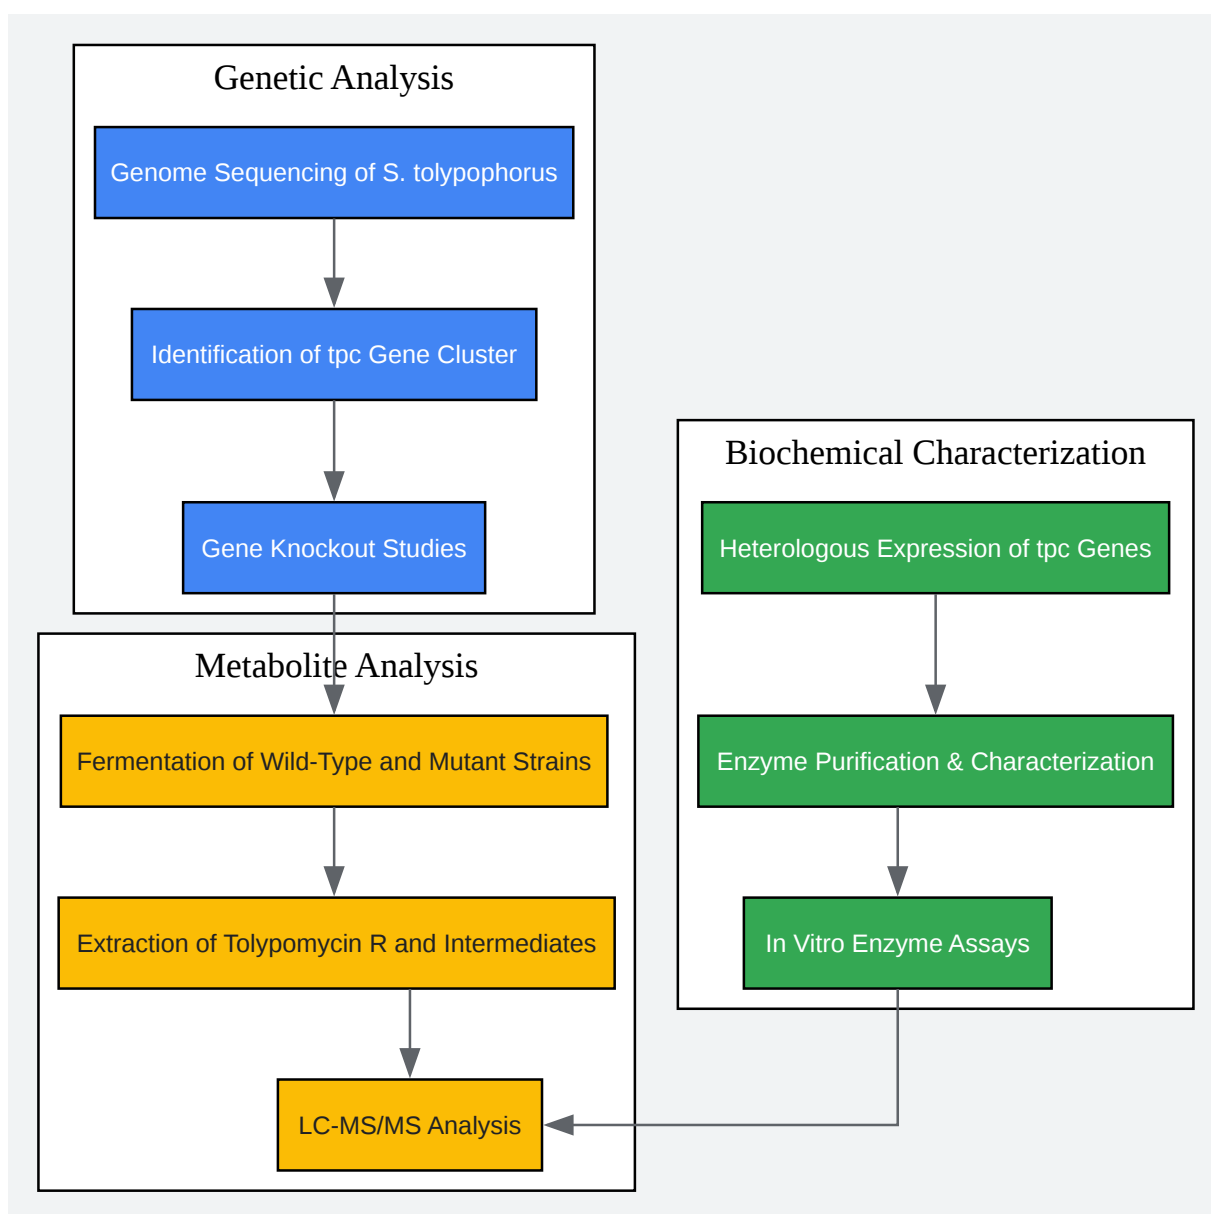 Genetic Analysis
Genome Sequencing of S. tolypophorus
Identification of tpc Gene Cluster
Gene Knockout Studies
Metabolite Analysis
Fermentation of Wild-Type and Mutant Strains
Extraction of Tolypomycin R and Intermediates
LC-MS/MS Analysis
Biochemical Characterization
Heterologous Expression of tpc Genes
Enzyme Purification & Characterization
In Vitro Enzyme Assays